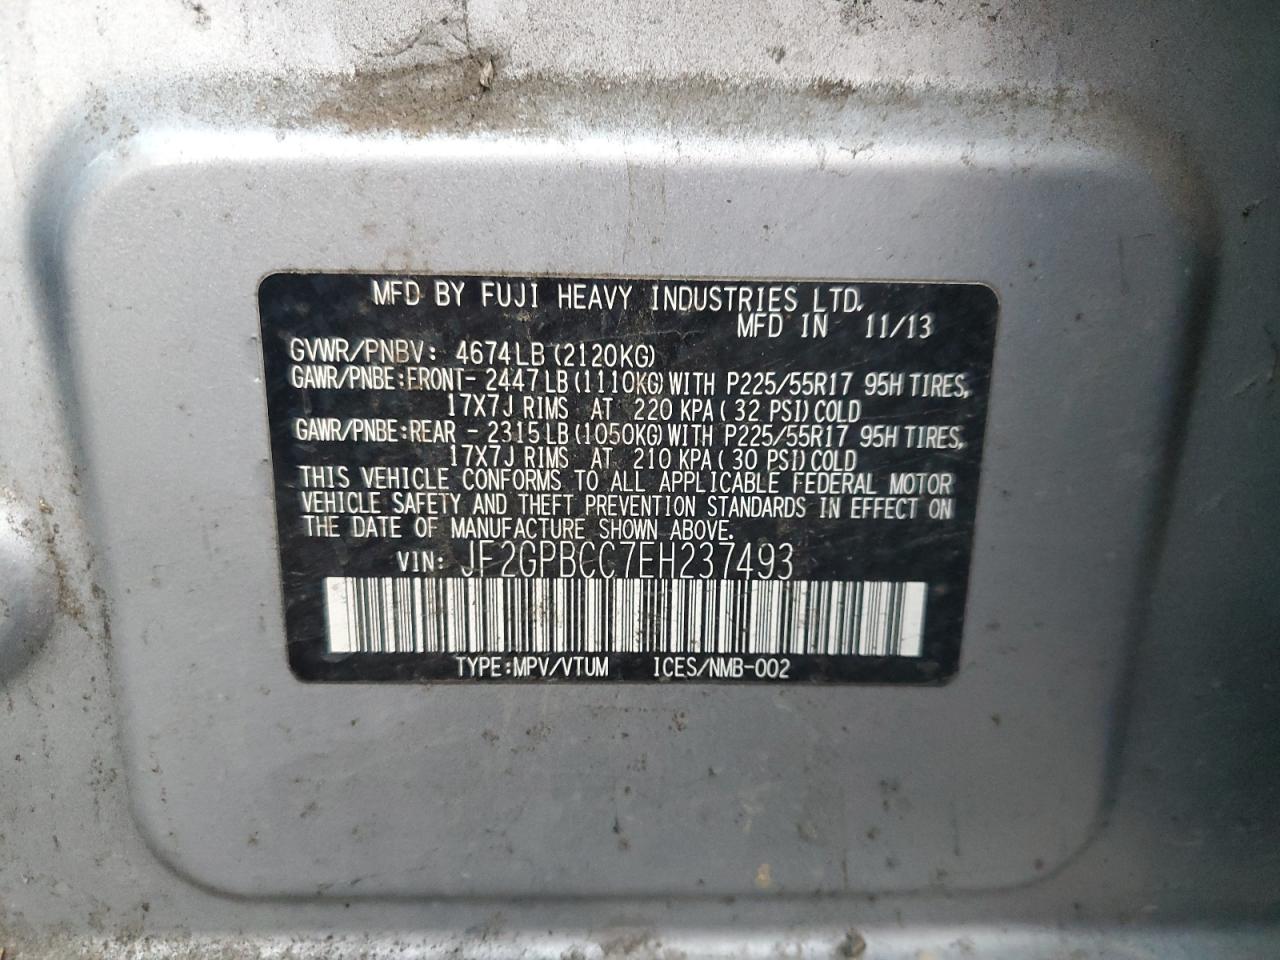 MFD BY FUJI HEAVY INDUSTRIES LTD.
MFD IN 11/13
GVWR/PNBV: 4674LB(2120KG)
GAWR/PNBE:FRONT- 2447LB(1110KG)WITH P225/55R17 95H TIRES,
17X7J RIMS AT 220 KPA( 32 PSI)COLD
GAWR/PNBE:REAR - 2315LB(1050KG)WITH P225/55R17 95H TIRES,
17X7J RIMS AT 210 KPA( 30 PSI)COLD
THIS VEHICLE CONFORMS TO ALL APPLICABLE FEDERAL MOTOR
VEHICLE SAFETY AND THEFT PREVENTION STANDARDS IN EFFECT ON
THE DATE OF MANUFACTURE SHOWN ABOVE.
VIN: JF2GPBCC7EH237493
TYPE:MPV/VTUM ICES/NMB-002